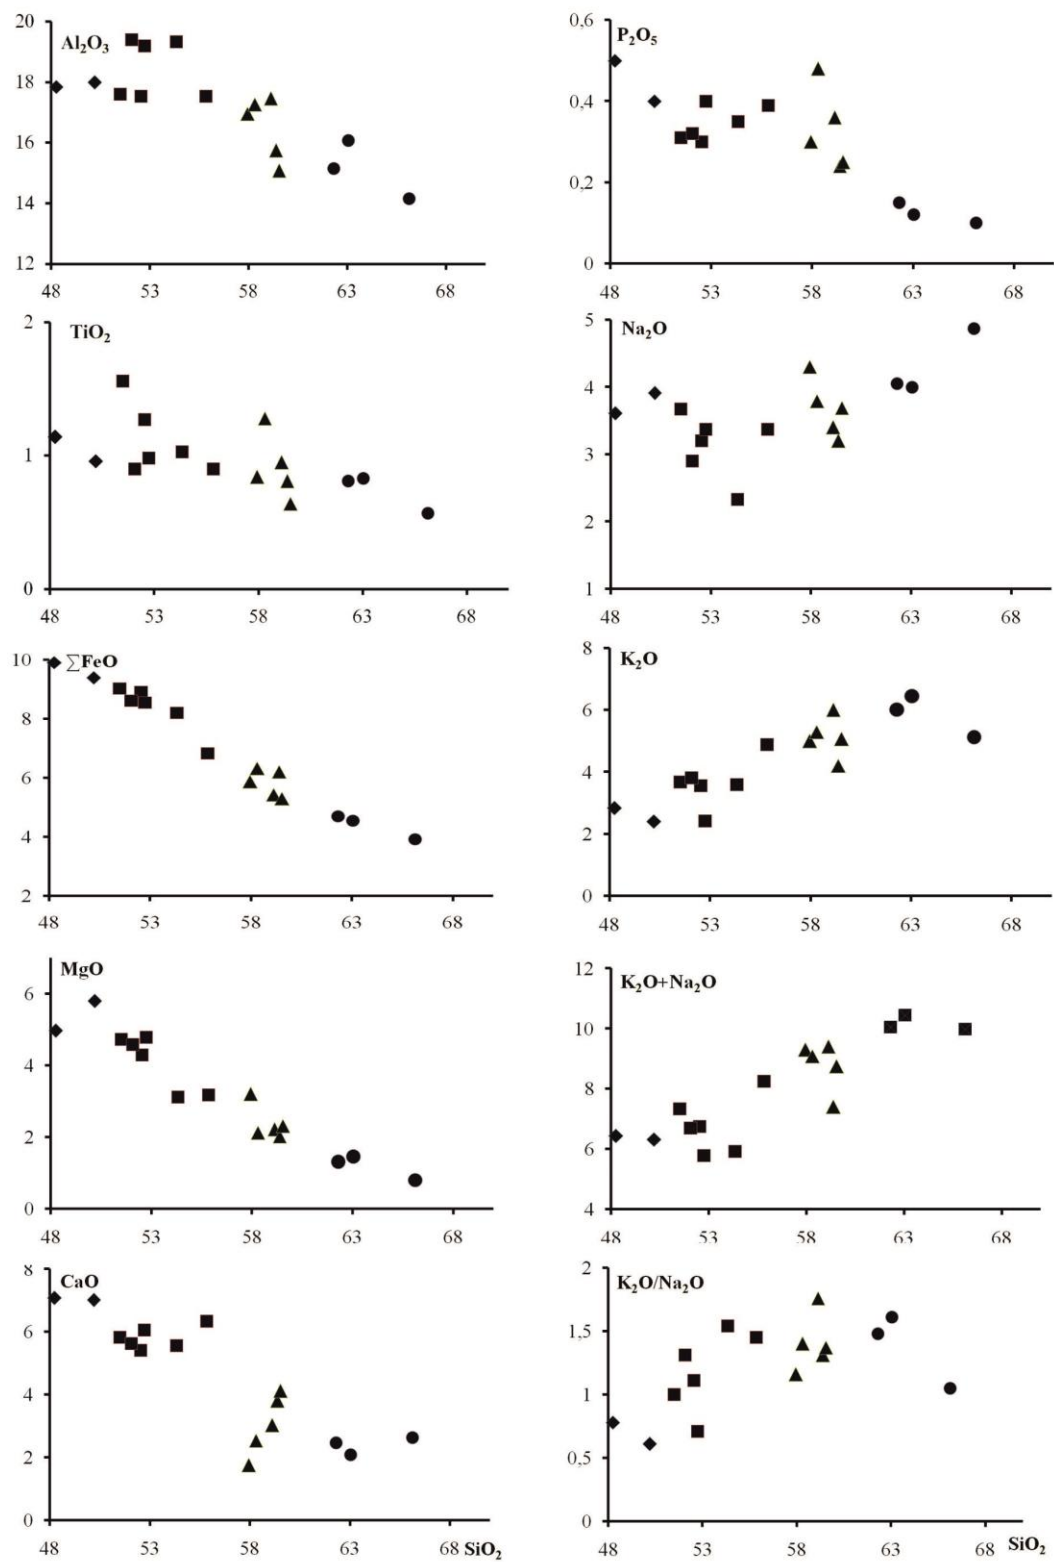 20
Al₂O₃
18
16
14
12
48 53 58 63 68
0,6
P₂O₅
0,4
0,2
0
48 53 58 63 68
2
TiO₂
1
0
48 53 58 63 68
5
Na₂O
4
3
2
1
48 53 58 63 68
10
∑FeO
8
6
4
2
48 53 58 63 68
8
K₂O
6
4
2
0
48 53 58 63 68
MgO
6
4
2
0
48 53 58 63 68
12
K₂O+Na₂O
10
8
6
4
48 53 58 63 68
8
CaO
6
4
2
0
48 53 58 63 68 SiO₂
2
K₂O/Na₂O
1,5
1
0,5
0
48 53 58 63 68 SiO₂